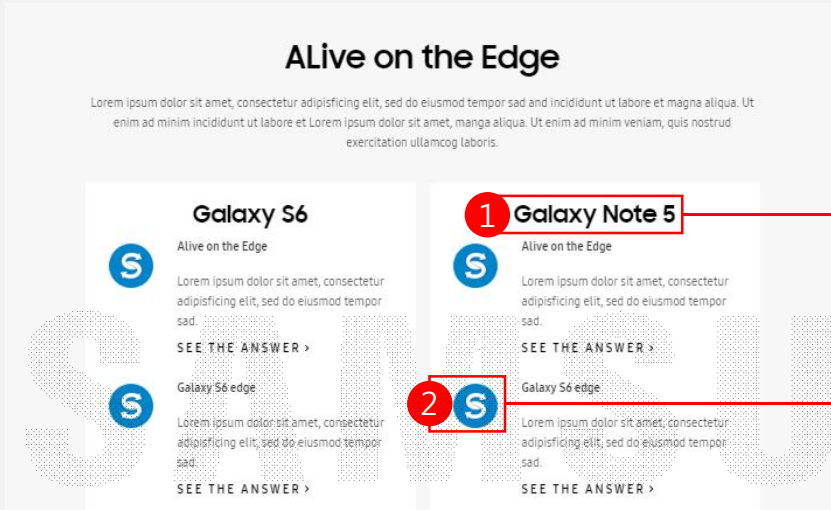 ALive on the Edge
Lorem ipsum dolor sit amet, consectetur adipisficing elit, sed do eiusmod tempor sad and incididunt ut labore et magna aliqua. Ut
enim ad minim incididunt ut labore et Lorem ipsum dolor sit amet, manga aliqua. Ut enim ad minim veniam, quis nostrud
exercitation ullamcog laboris.
Galaxy S6
Alive on the Edge
S
Lorem ipsum dolor sit amet, consectetur
adipisficing elit, sed do eiusmod tempor
sad.
SEE THE ANSWER >
Galaxy S6 edge
S
Lorem ipsum dolor sit amet, consectetur
adipisficing elit, sed do eiusmod tempor
sad.
SEE THE ANSWER >
1 Galaxy Note 5
Alive on the Edge
S
Lorem ipsum dolor sit amet, consectetur
adipisficing elit, sed do eiusmod tempor
sad.
SEE THE ANSWER >
Galaxy S6 edge
2 S
Lorem ipsum dolor sit amet, consectetur
adipisficing elit, sed do eiusmod tempor
sad.
SEE THE ANSWER >
SAMSU